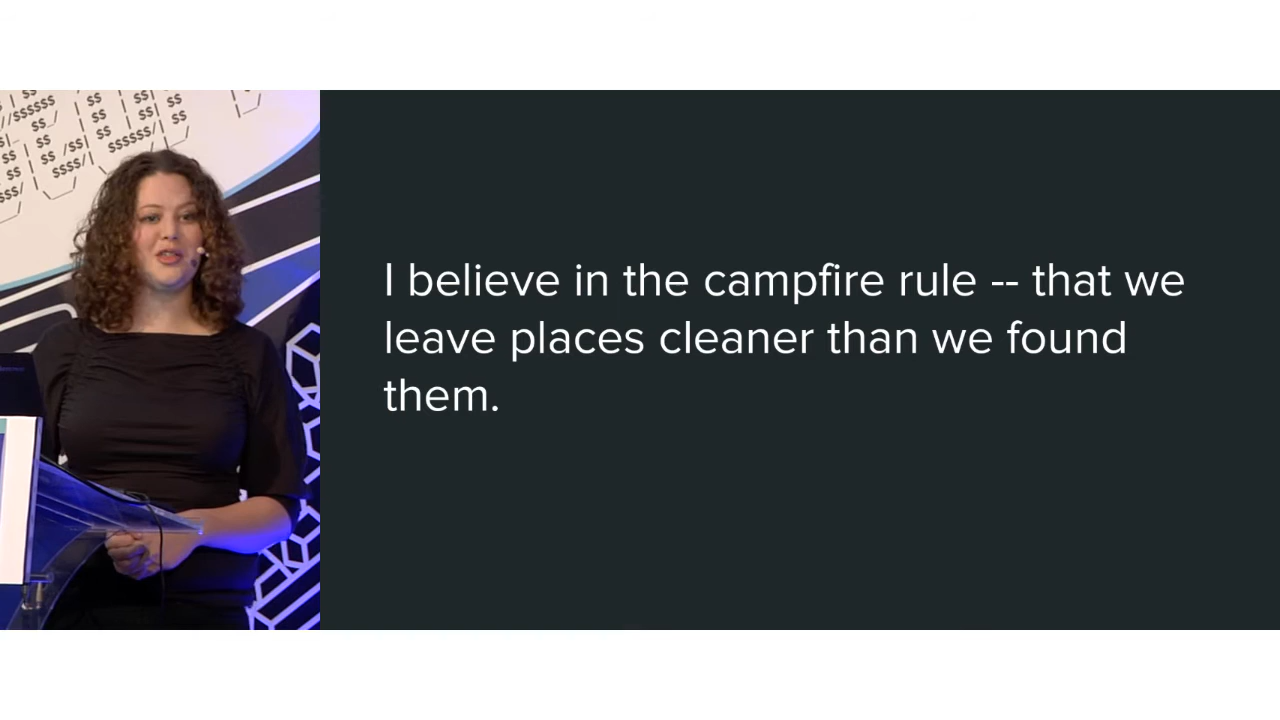 I believe in the campfire rule -- that we
leave places cleaner than we found
them.